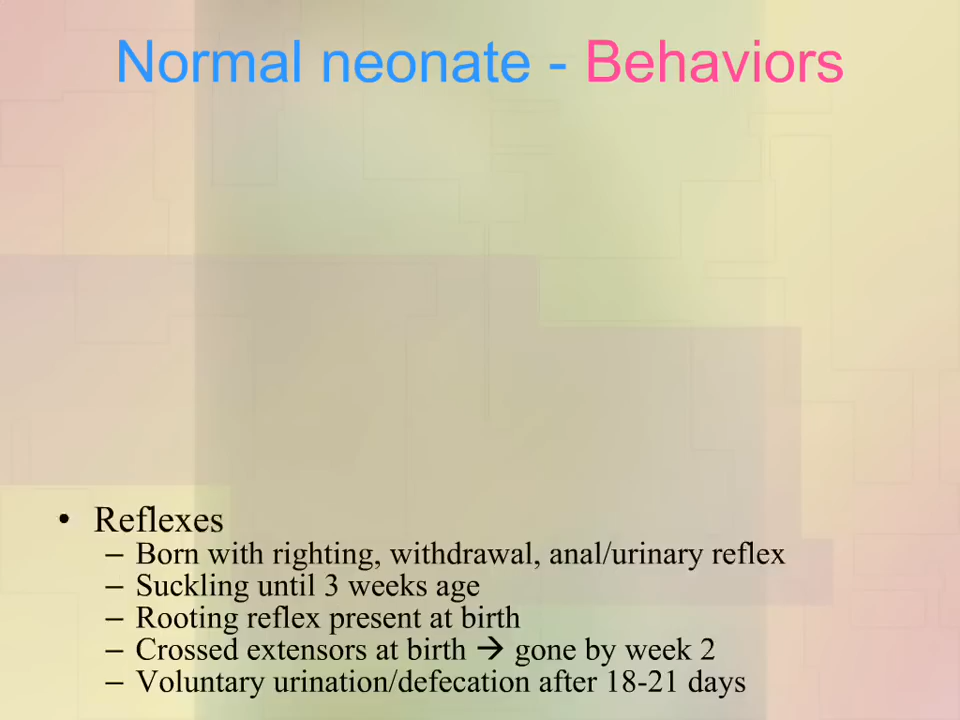 Normal neonate - Behaviors
• Reflexes
– Born with righting, withdrawal, anal/urinary reflex
– Suckling until 3 weeks age
– Rooting reflex present at birth
– Crossed extensors at birth → gone by week 2
– Voluntary urination/defecation after 18-21 days